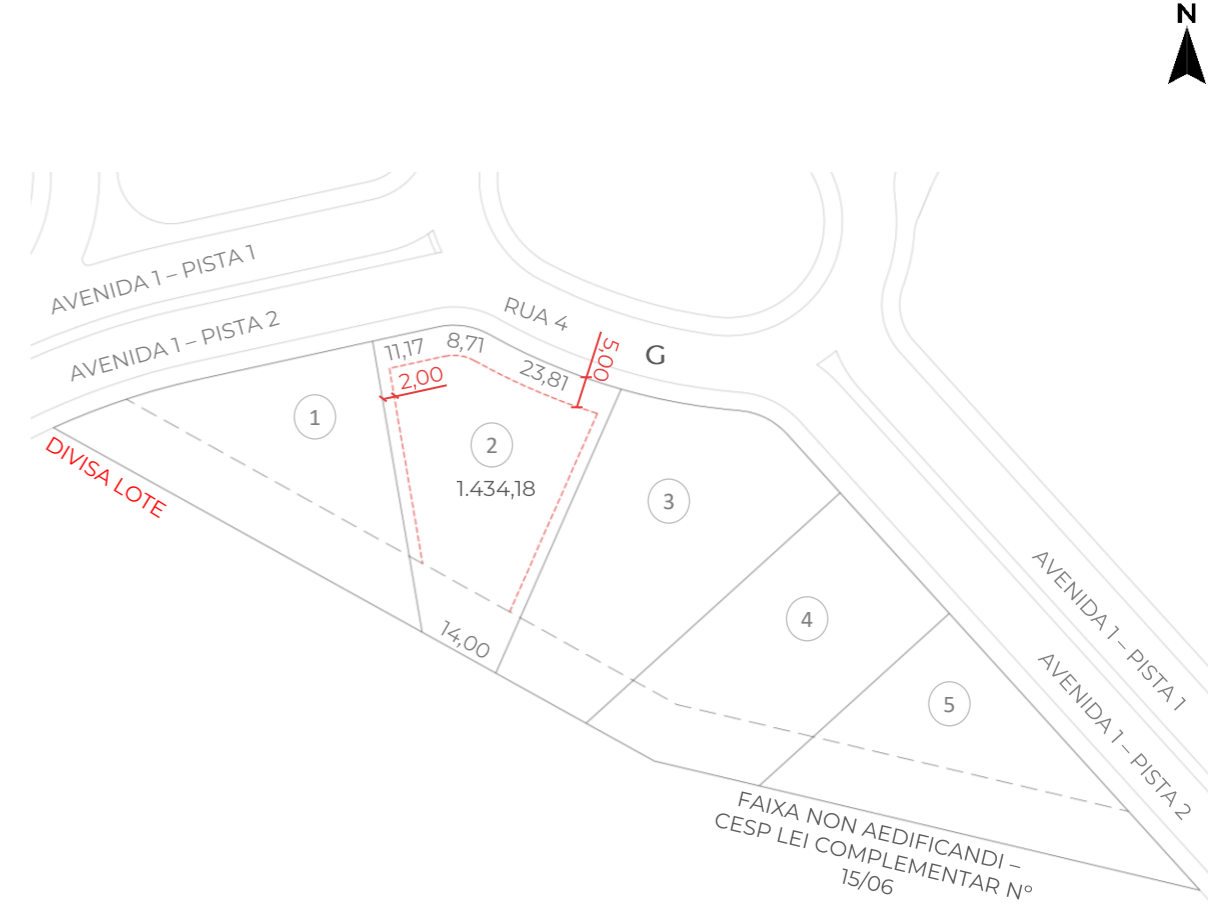 N
AVENIDA 1 – PISTA 1
AVENIDA 1 – PISTA 2
RUA 4
G
11,17
8,71
23,81
5,00
2,00
1
2
1.434,18
3
4
5
DIVISA LOTE
14,00
AVENIDA 1 – PISTA 1
AVENIDA 1 – PISTA 2
FAIXA NON AEDIFICANDI –
CESP LEI COMPLEMENTAR N°
15/06